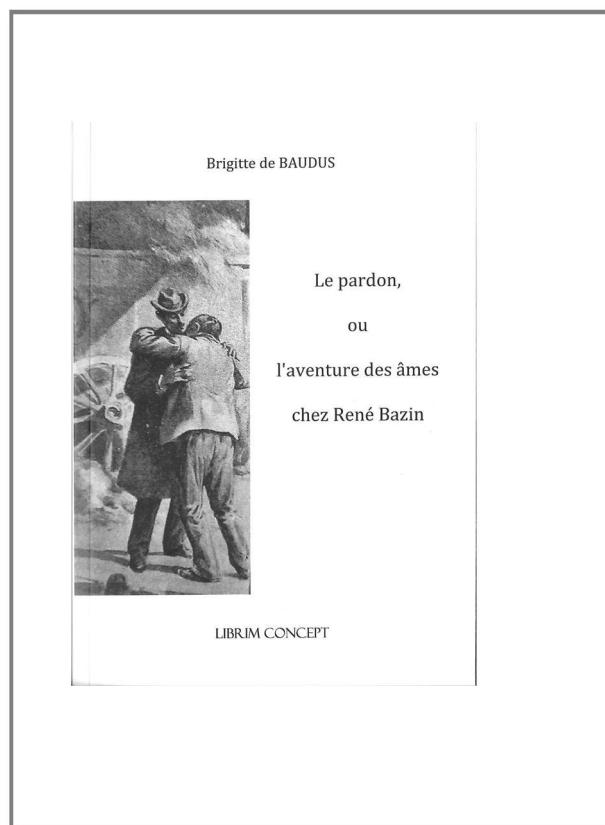 Brigitte de BAUDUS
Le pardon,
ou
l'aventure des âmes
chez René Bazin
LIBRIM CONCEPT